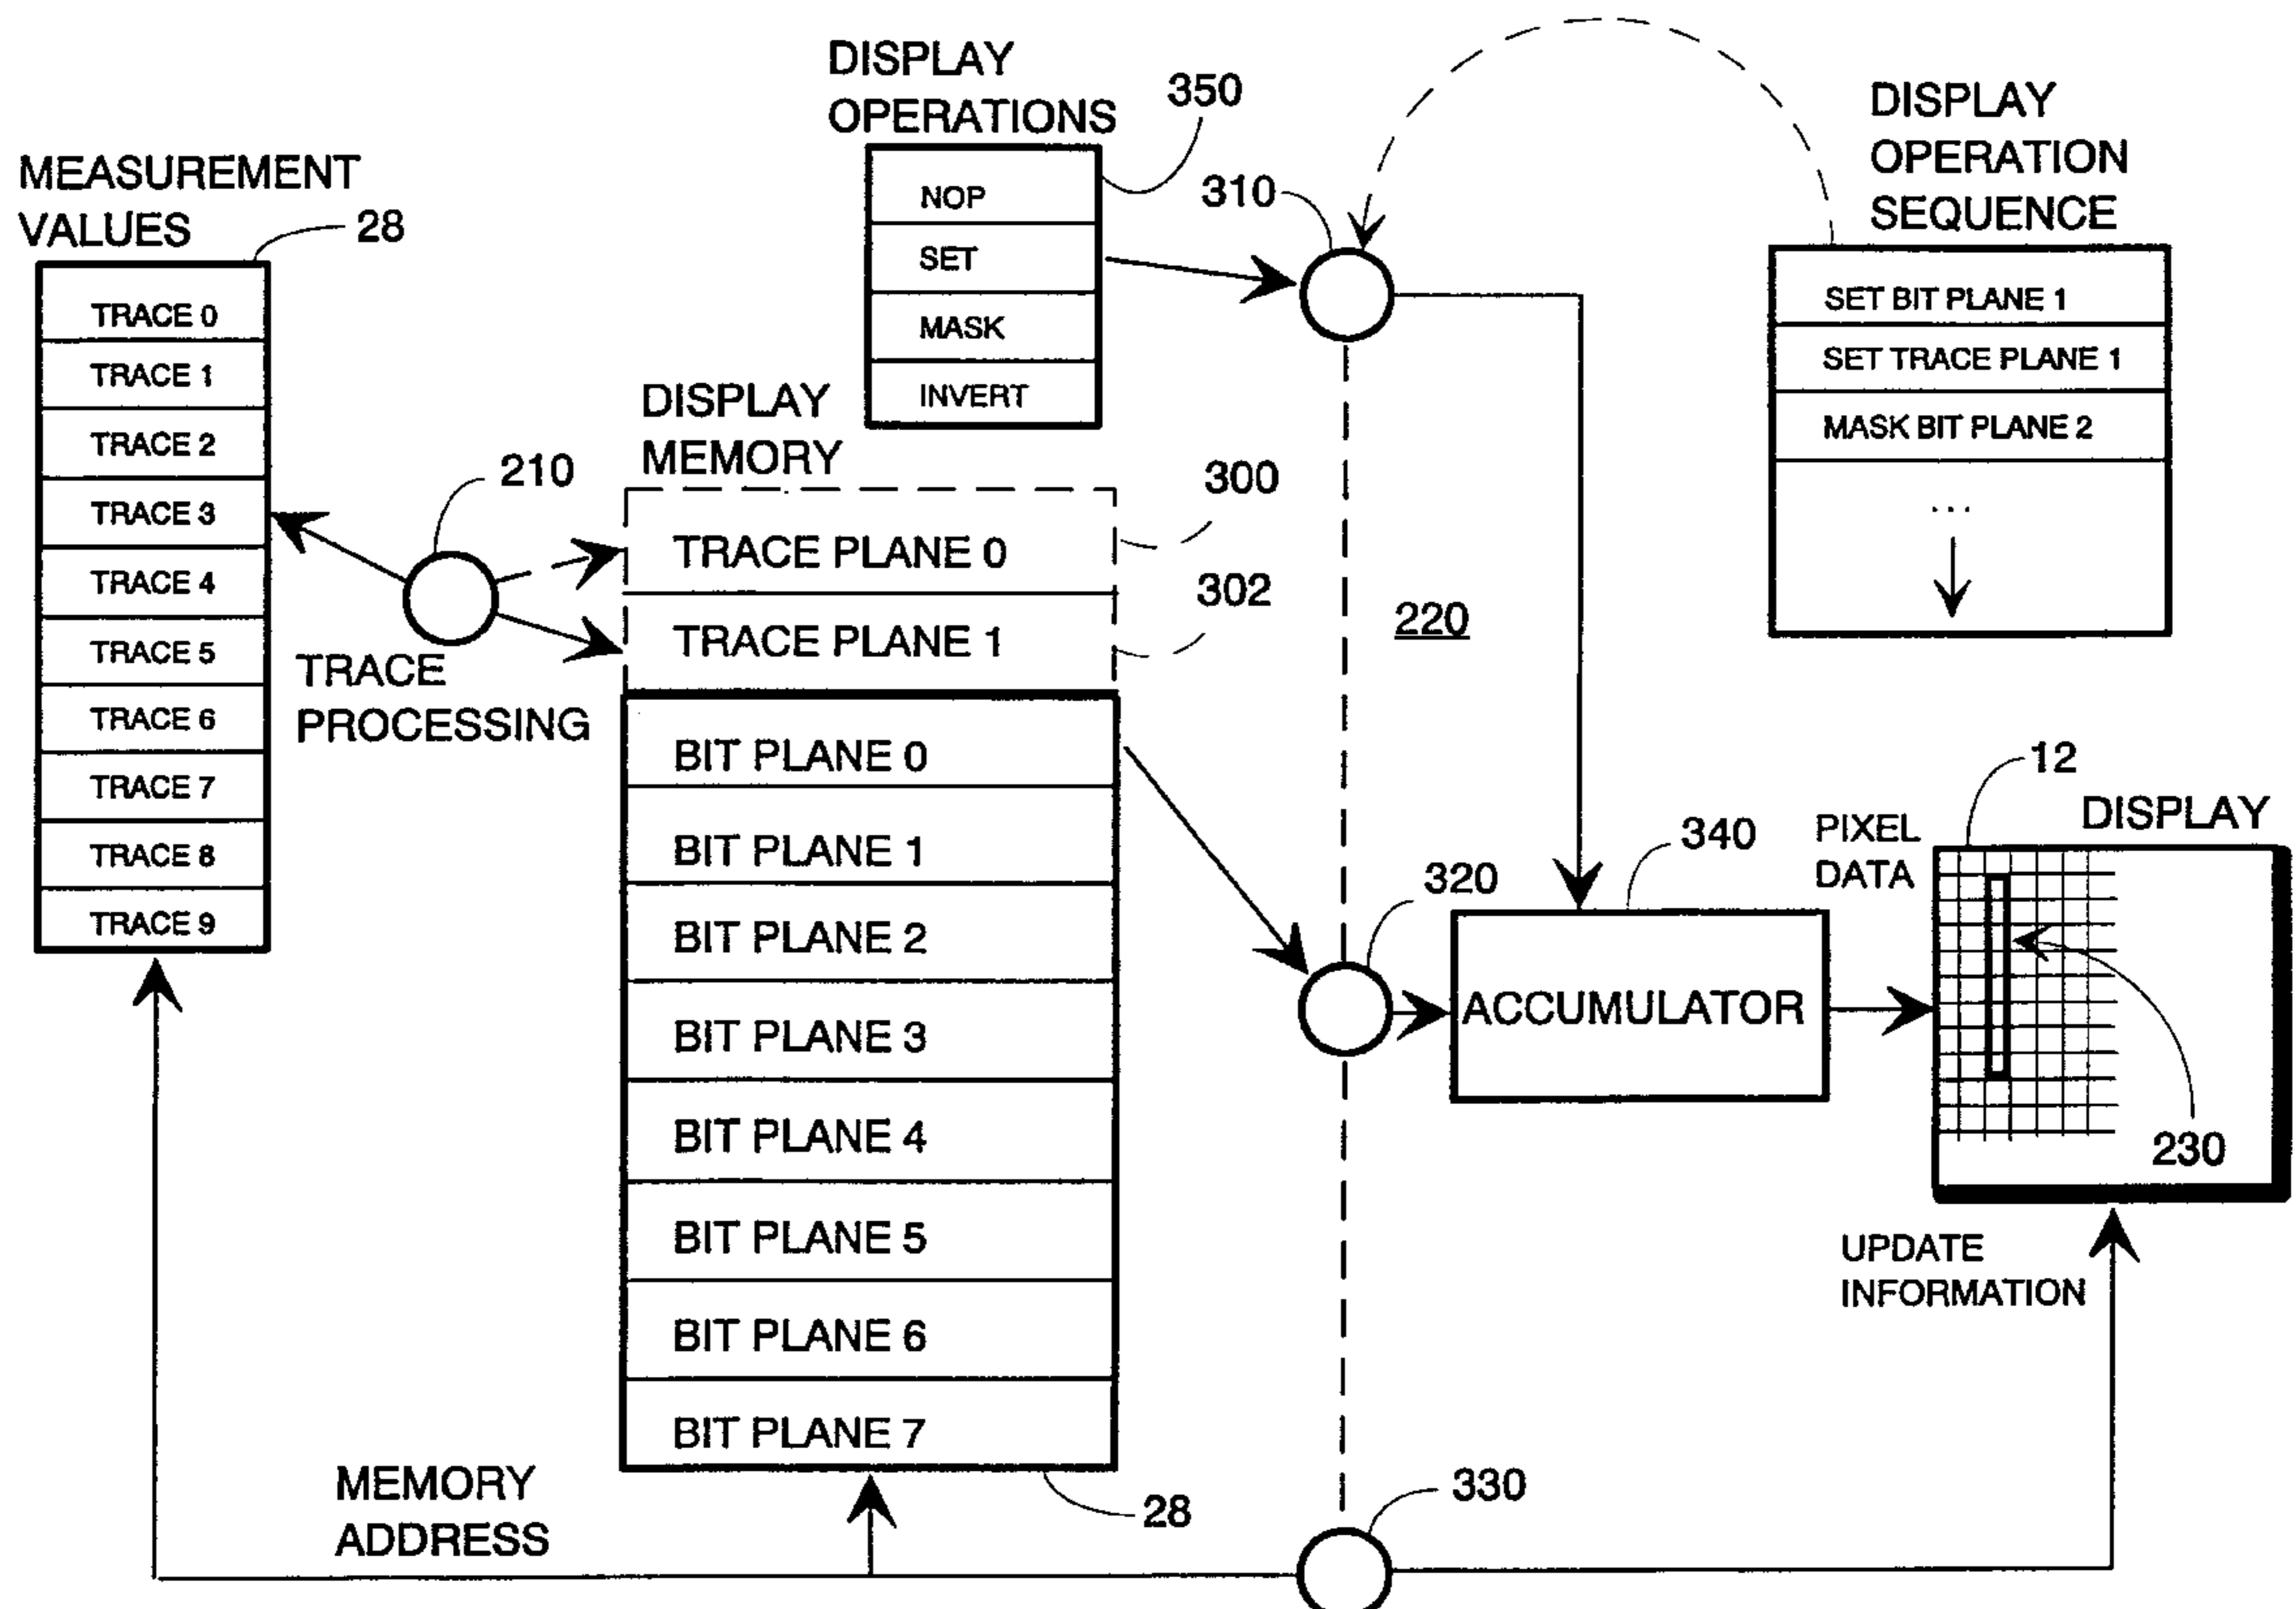 MEASUREMENT
VALUES
28
TRACE 0
TRACE 1
TRACE 2
TRACE 3
TRACE 4
TRACE 5
TRACE 6
TRACE 7
TRACE 8
TRACE 9
210
TRACE
PROCESSING
DISPLAY
OPERATIONS
350
NOP
SET
MASK
INVERT
310
DISPLAY
OPERATION
SEQUENCE
SET BIT PLANE 1
SET TRACE PLANE 1
MASK BIT PLANE 2
...
DISPLAY
MEMORY
300
TRACE PLANE 0
302
TRACE PLANE 1
BIT PLANE 0
BIT PLANE 1
BIT PLANE 2
BIT PLANE 3
BIT PLANE 4
BIT PLANE 5
BIT PLANE 6
BIT PLANE 7
28
220
320
340
ACCUMULATOR
PIXEL
DATA
12
DISPLAY
230
UPDATE
INFORMATION
330
MEMORY
ADDRESS